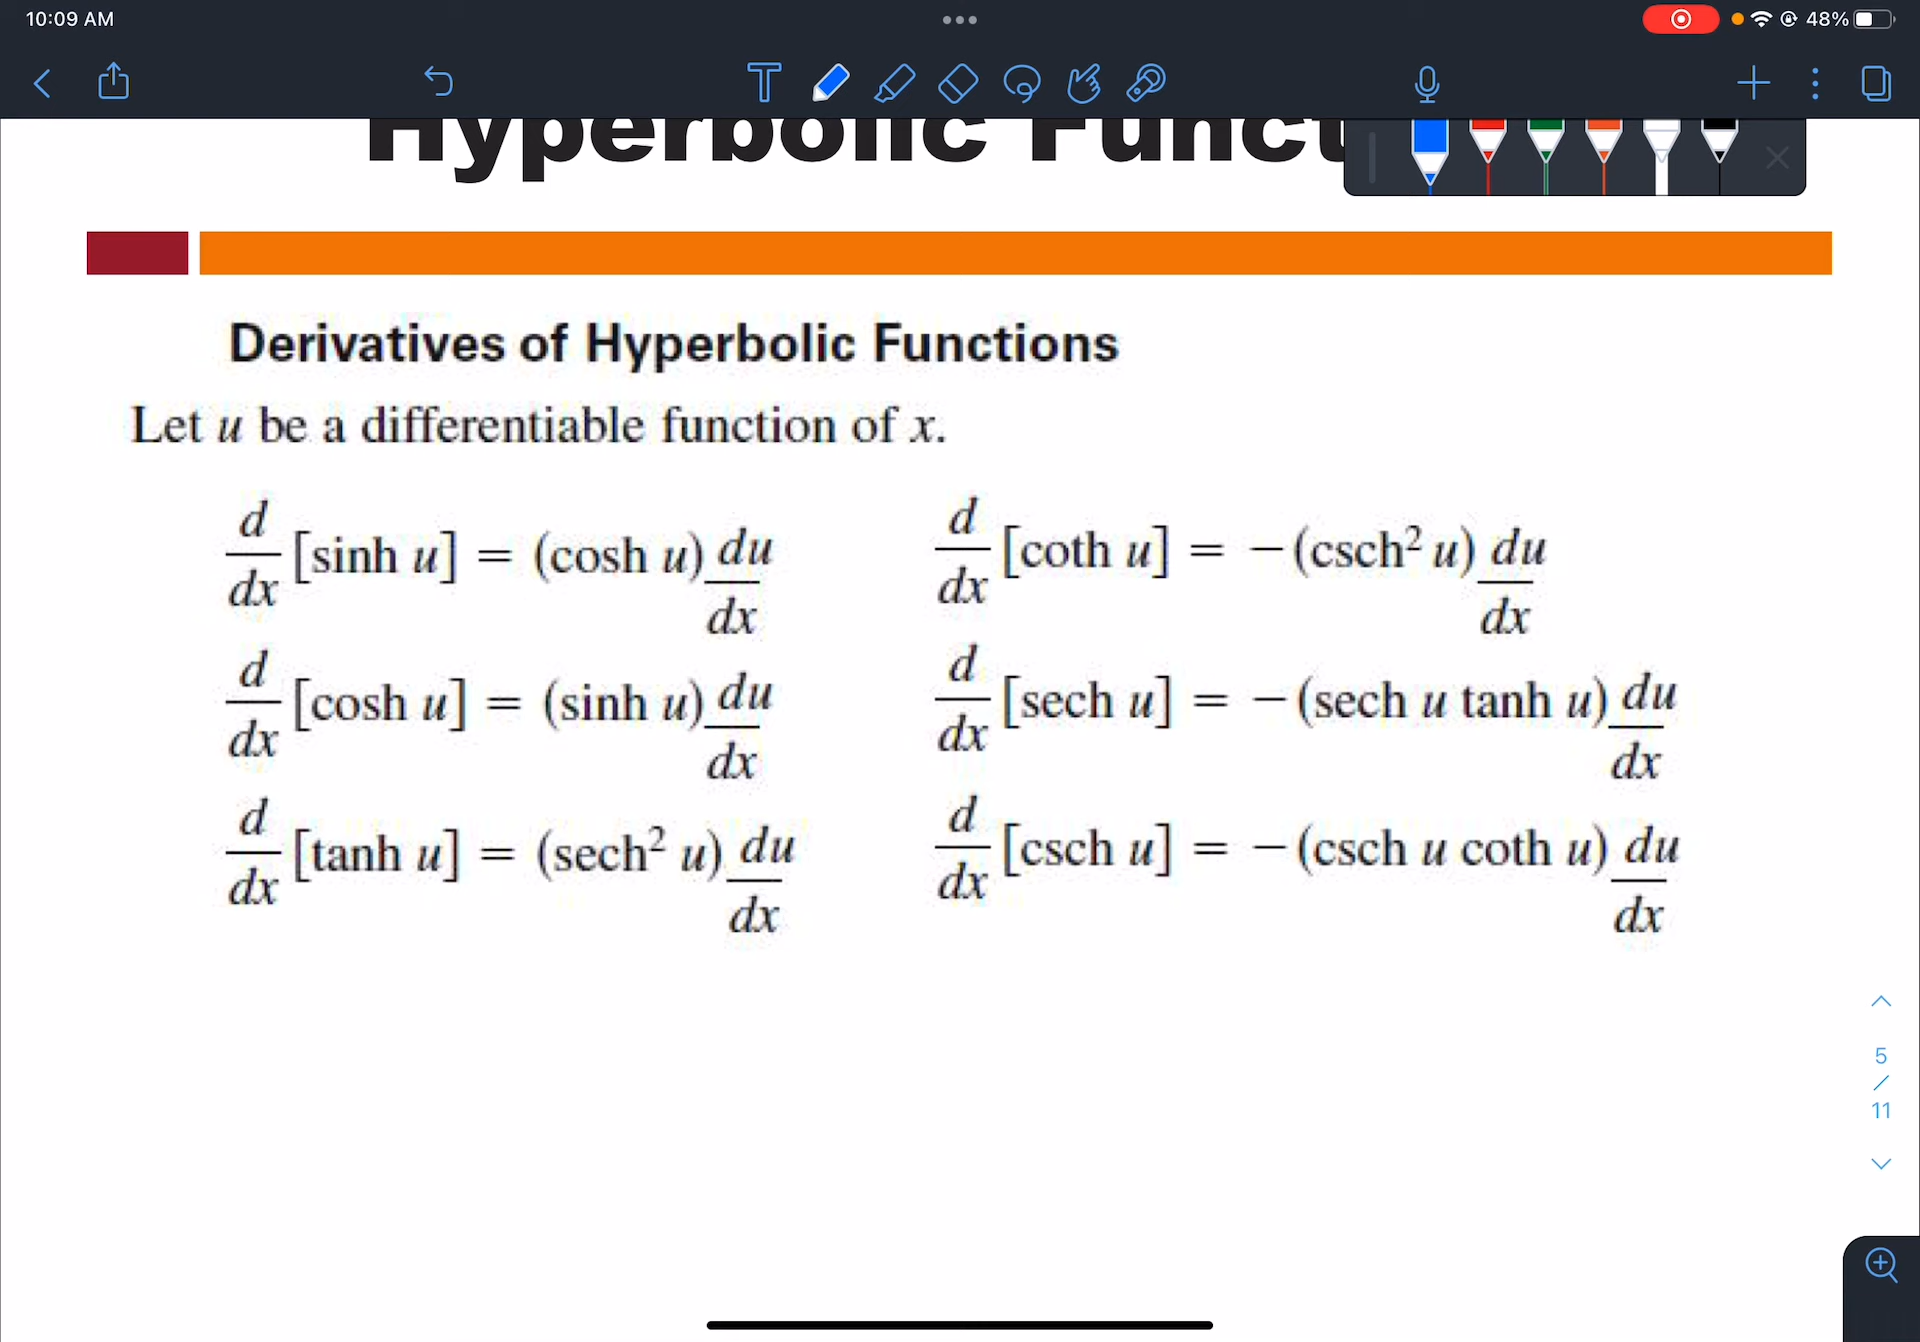 10:09 AM
48%
Hyperbolic Funct
Derivatives of Hyperbolic Functions
Let u be a differentiable function of x.
d/dx [sinh u] = (cosh u) du/dx
d/dx [coth u] = −(csch² u) du/dx
d/dx [cosh u] = (sinh u) du/dx
d/dx [sech u] = −(sech u tanh u) du/dx
d/dx [tanh u] = (sech² u) du/dx
d/dx [csch u] = −(csch u coth u) du/dx
5
/
11